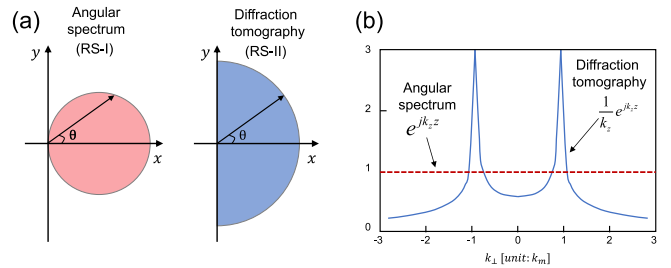 (a)
Angular
spectrum
(RS-I)
y
θ
x
Diffraction
tomography
(RS-II)
y
θ
x
(b)
3
2
1
0
-3
-2
-1
0
1
2
3
Angular
spectrum
e^{jk_z z}
Diffraction
tomography
\frac{1}{k_z} e^{jk_z z}
k_⊥ [unit: k_m]